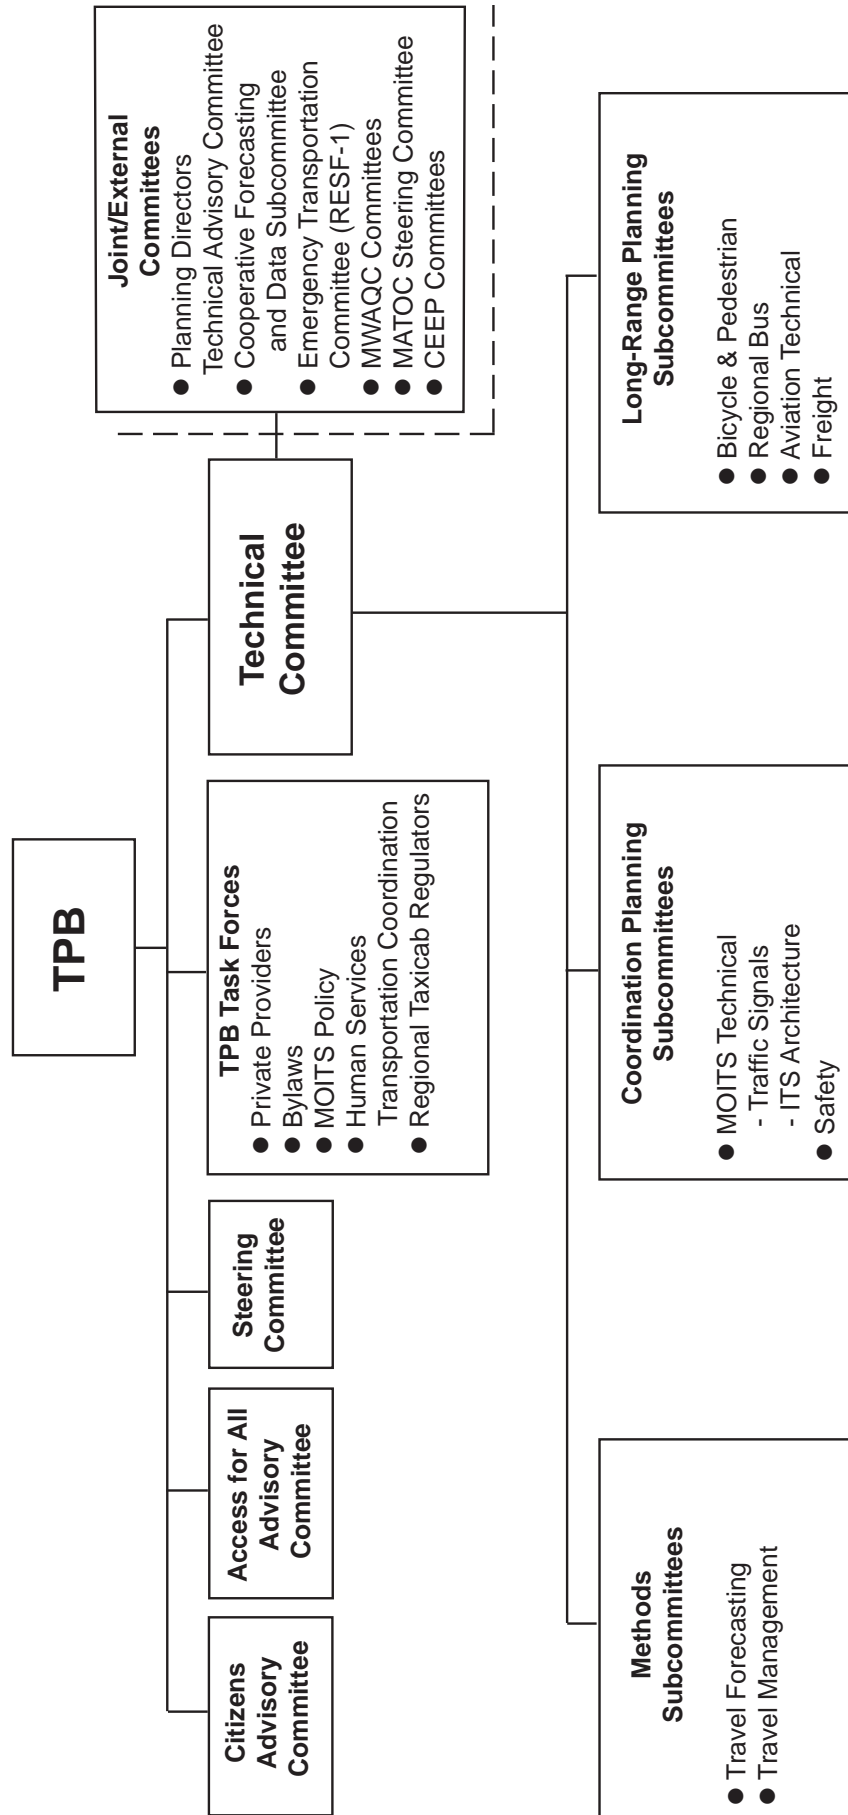 TPB
Citizens
Advisory
Committee
Access for All
Advisory
Committee
Steering
Committee
TPB Task Forces
● Private Providers
● Bylaws
● MOITS Policy
● Human Services
Transportation Coordination
● Regional Taxicab Regulators
Technical
Committee
Joint/External
Committees
● Planning Directors
Technical Advisory Committee
● Cooperative Forecasting
and Data Subcommittee
● Emergency Transportation
Committee (RESF-1)
● MWAQC Committees
● MATOC Steering Committee
● CEEP Committees
Methods
Subcommittees
● Travel Forecasting
● Travel Management
Coordination Planning
Subcommittees
● MOITS Technical
- Traffic Signals
- ITS Architecture
● Safety
Long-Range Planning
Subcommittees
● Bicycle & Pedestrian
● Regional Bus
● Aviation Technical
● Freight